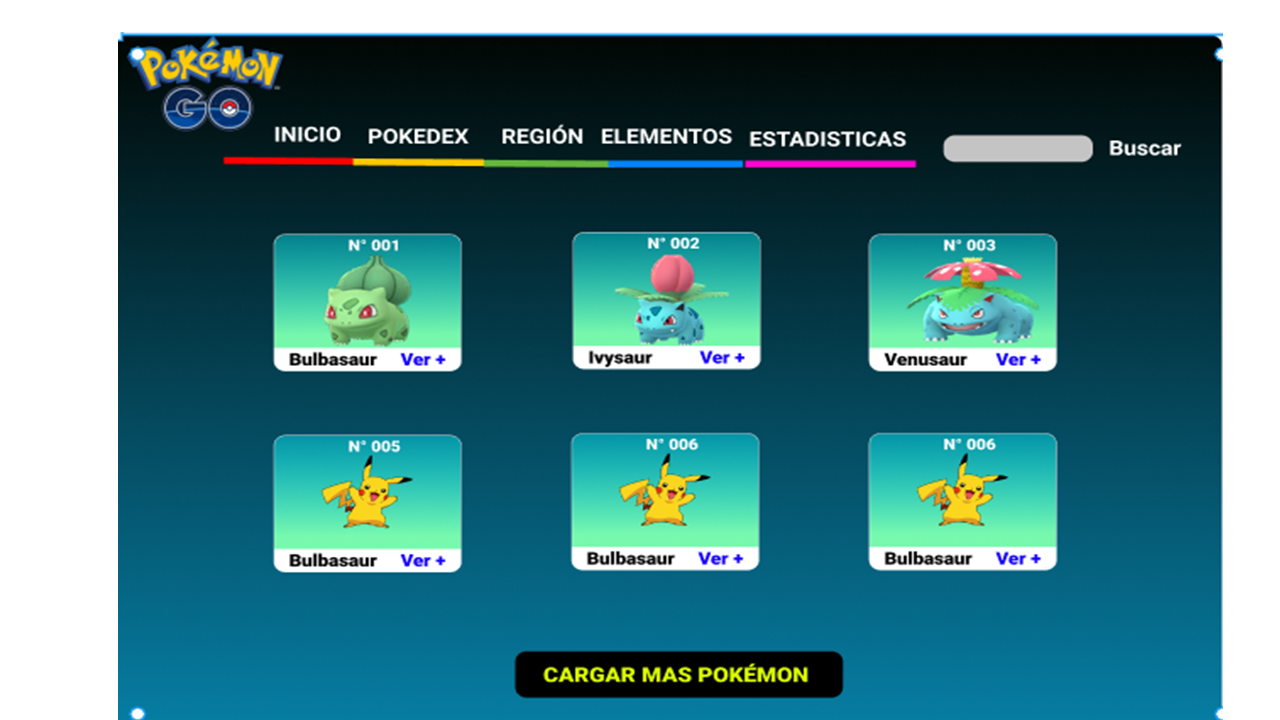 POKÉMON
GO
INICIO POKEDEX REGIÓN ELEMENTOS ESTADISTICAS Buscar
N° 001
Bulbasaur Ver +
N° 002
Ivysaur Ver +
N° 003
Venusaur Ver +
N° 005
Bulbasaur Ver +
N° 006
Bulbasaur Ver +
N° 006
Bulbasaur Ver +
CARGAR MAS POKÉMON